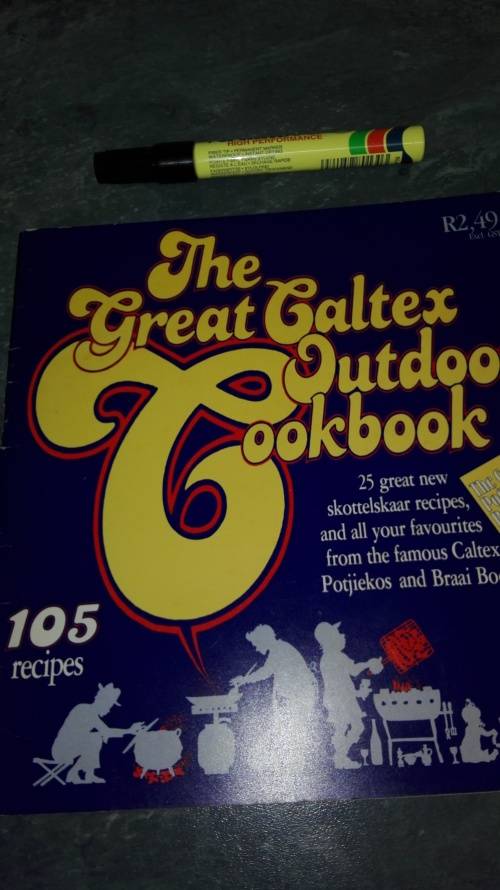 HIGH PERFORMANCE
R2,49
The
Great Caltex
Outdoo
Cookbook
25 great new
skottelskaar recipes,
and all your favourites
from the famous Caltex
Potjiekos and Braai Boo
105
recipes